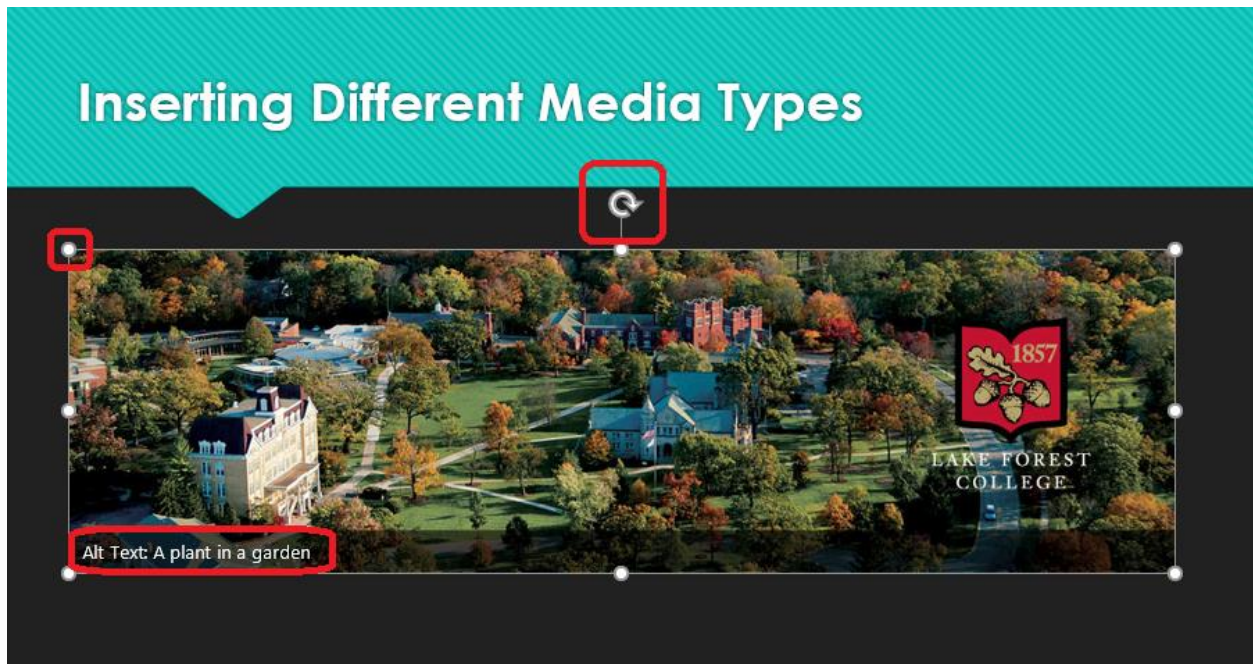 Inserting Different Media Types
1857
LAKE FOREST
COLLEGE
Alt Text: A plant in a garden